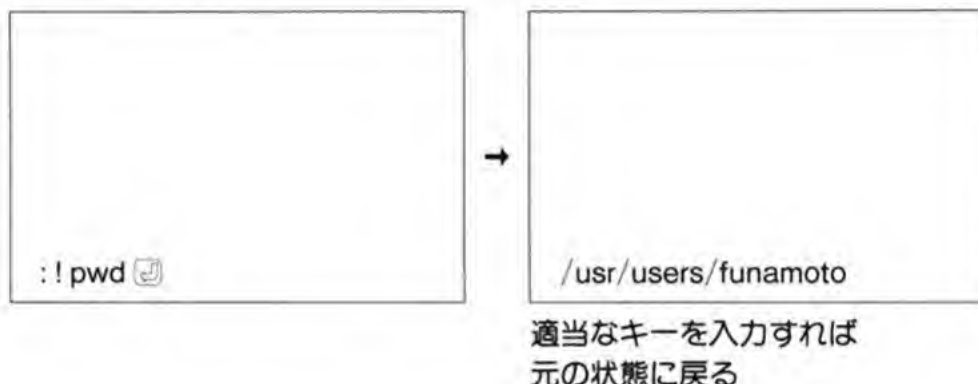 :! pwd
→
/usr/users/funamoto
適当なキーを入力すれば
元の状態に戻る